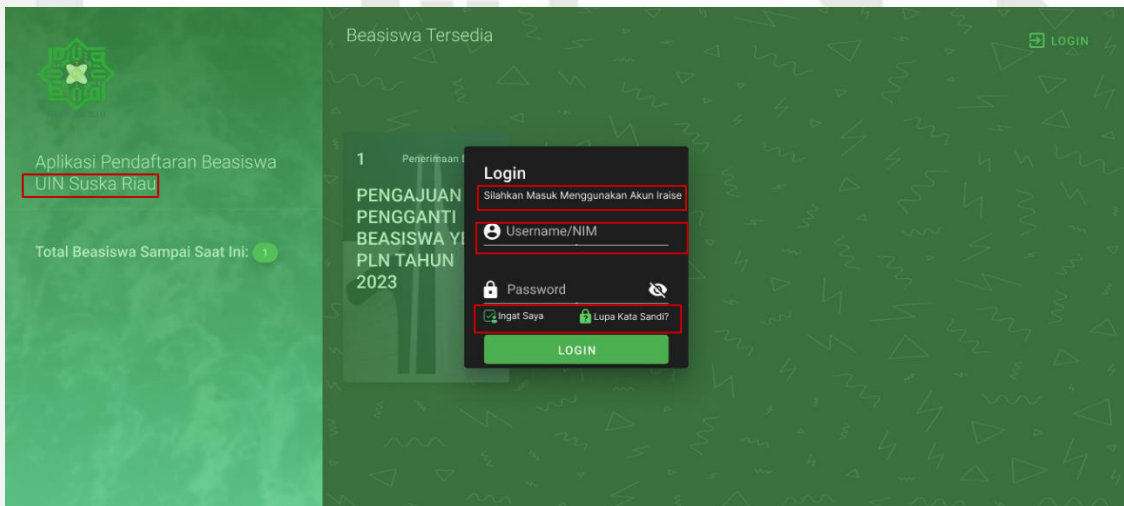 Beasiswa Tersedia
LOGIN
Aplikasi Pendaftaran Beasiswa
UIN Suska Riau
Total Beasiswa Sampai Saat Ini: 1
1 Penerimaan
PENGAJUAN
PENGGANTI
BEASISWA
PLN TAHUN
2023
Login
Silahkan Masuk Menggunakan Akun Iraise
Username/NIM
Password
Ingat Saya Lupa Kata Sandi?
LOGIN